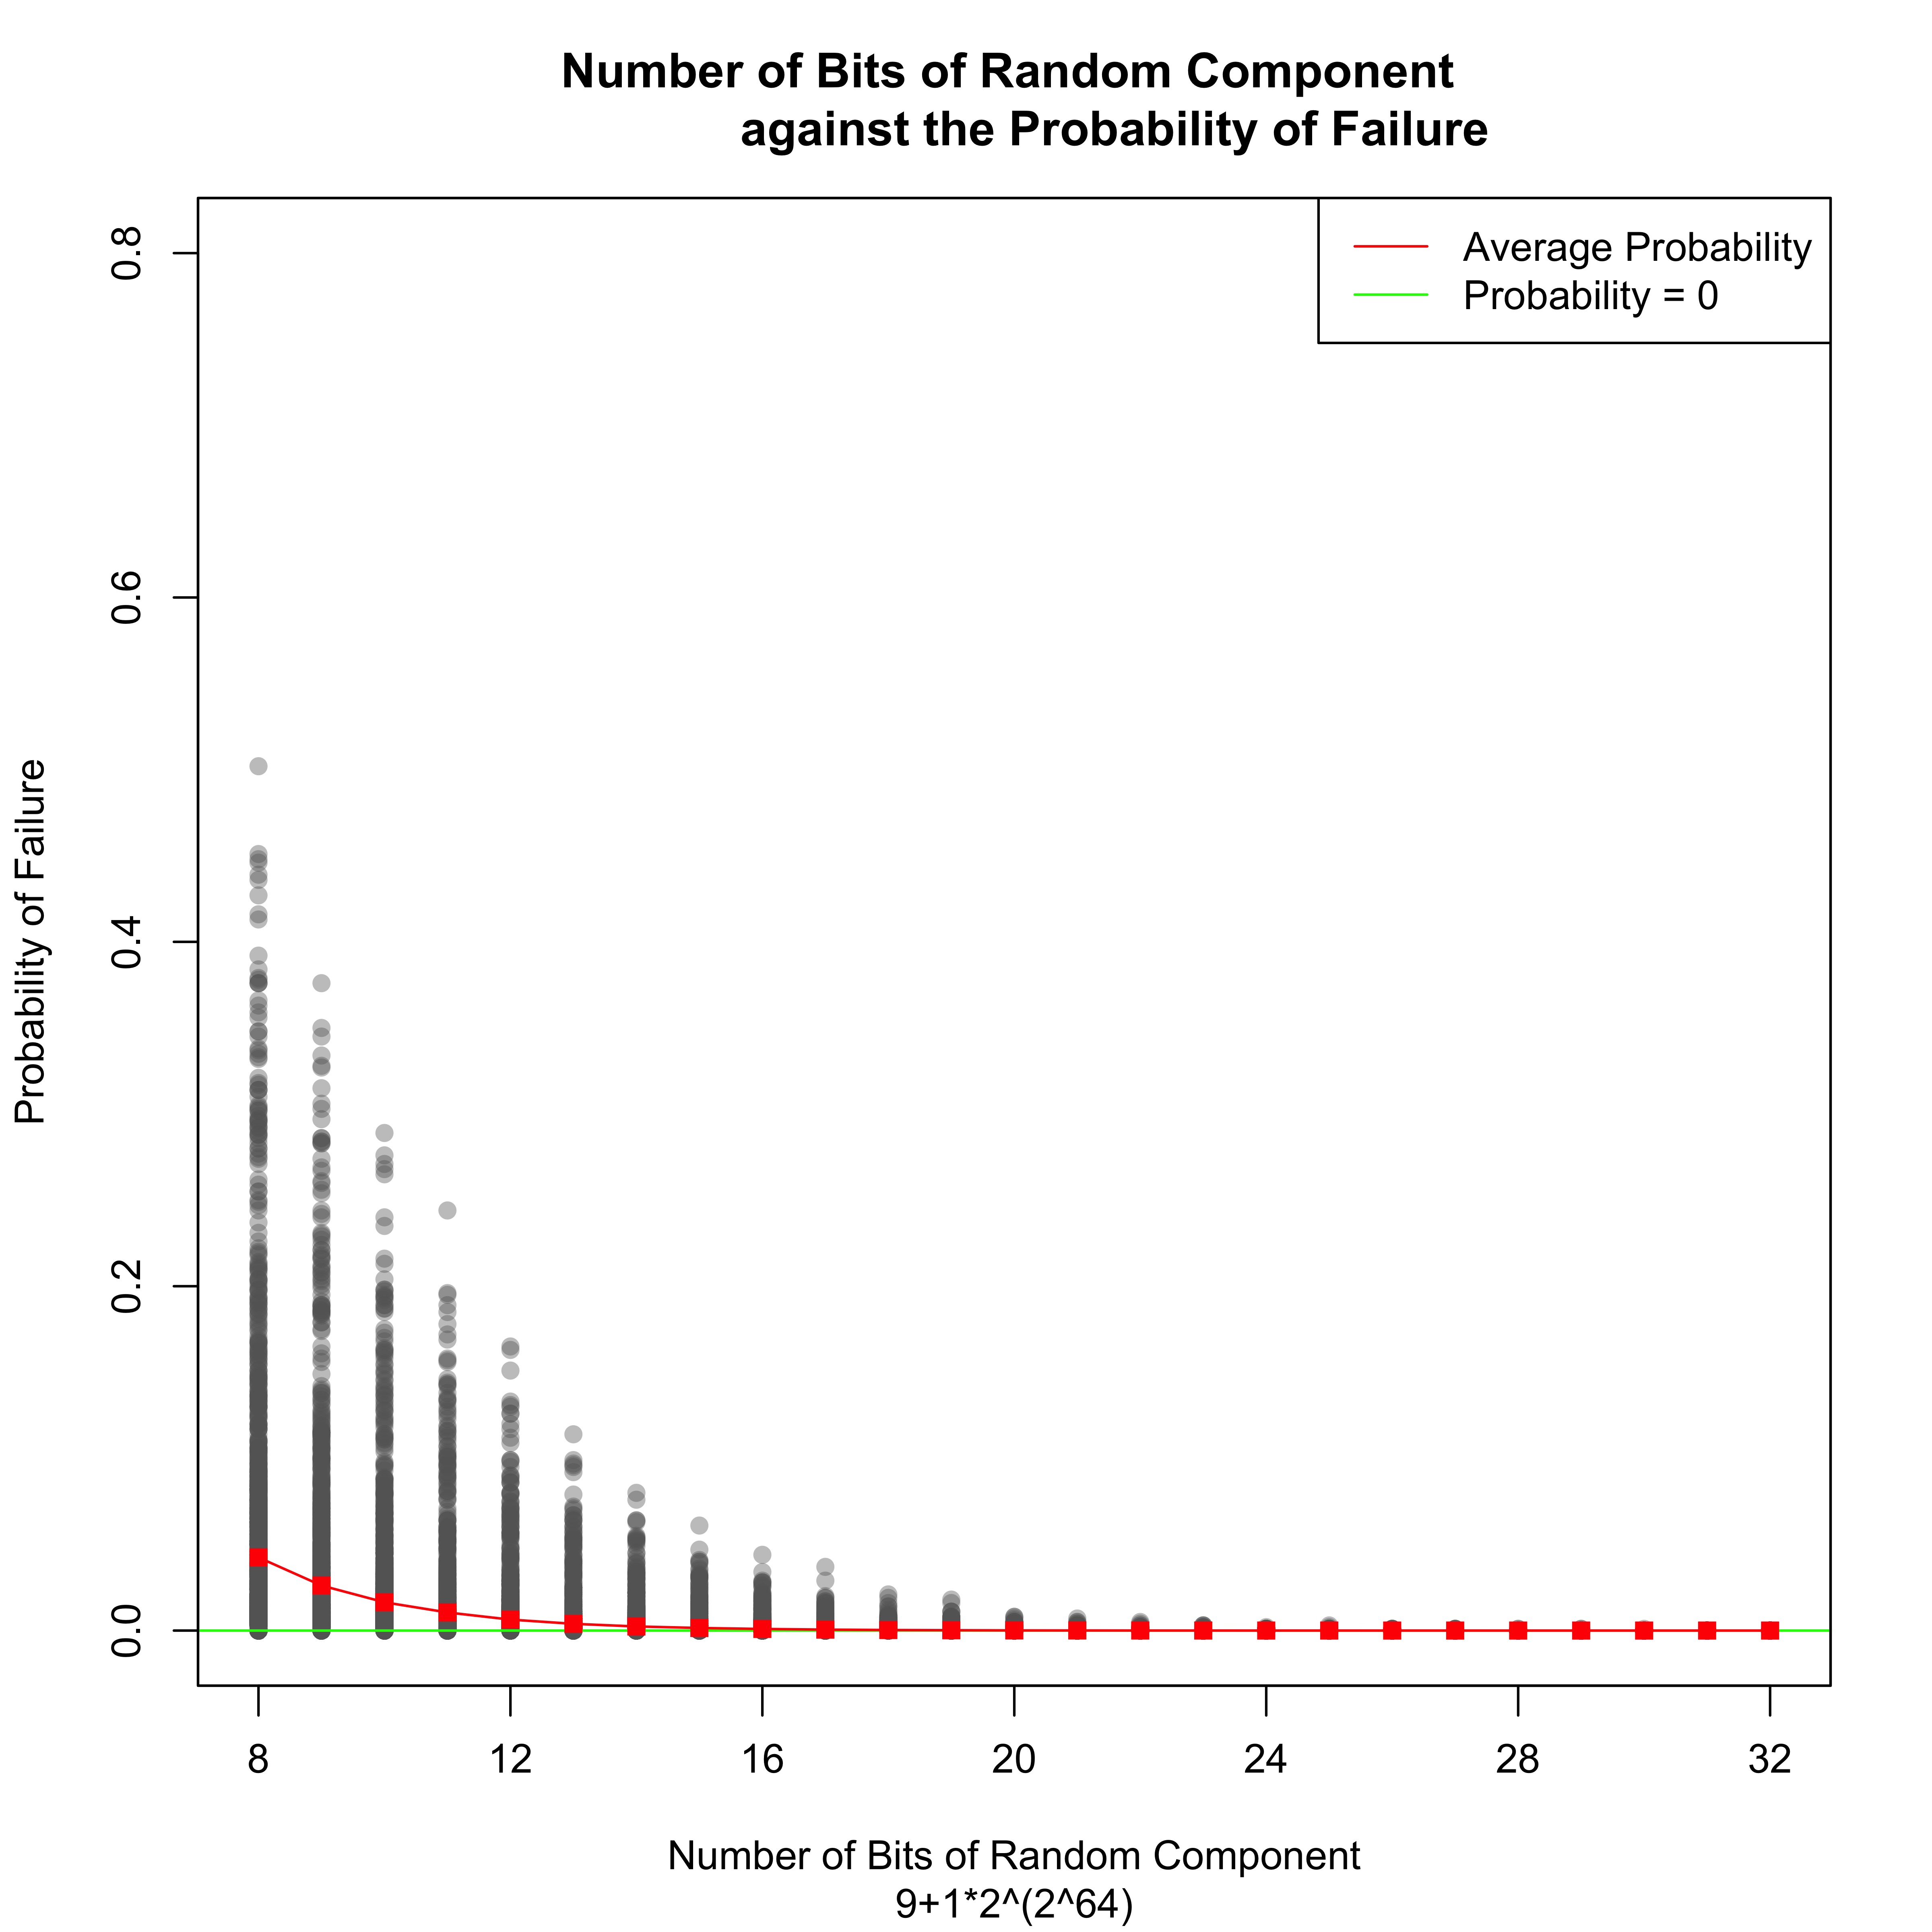 Number of Bits of Random Component
against the Probability of Failure
Average Probability
Probability = 0
Probability of Failure
0.8
0.6
0.4
0.2
0.0
8 12 16 20 24 28 32
Number of Bits of Random Component
9+1*2^(2^64)